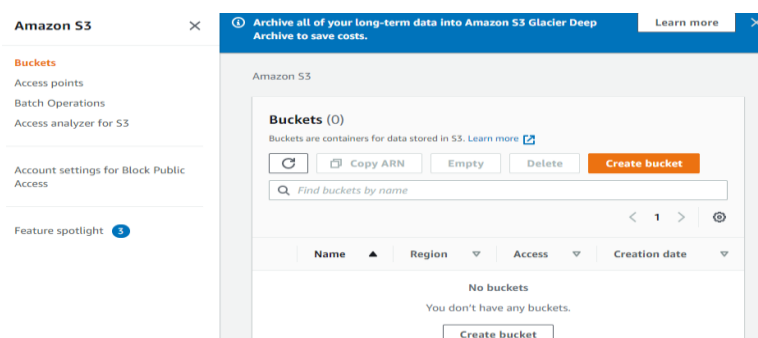 Amazon S3
Buckets
Access points
Batch Operations
Access analyzer for S3
Account settings for Block Public
Access
Feature spotlight 3
Archive all of your long-term data into Amazon S3 Glacier Deep
Archive to save costs.
Learn more
Amazon S3
Buckets (0)
Buckets are containers for data stored in S3. Learn more
Copy ARN Empty Delete Create bucket
Find buckets by name
1
Name Region Access Creation date
No buckets
You don't have any buckets.
Create bucket